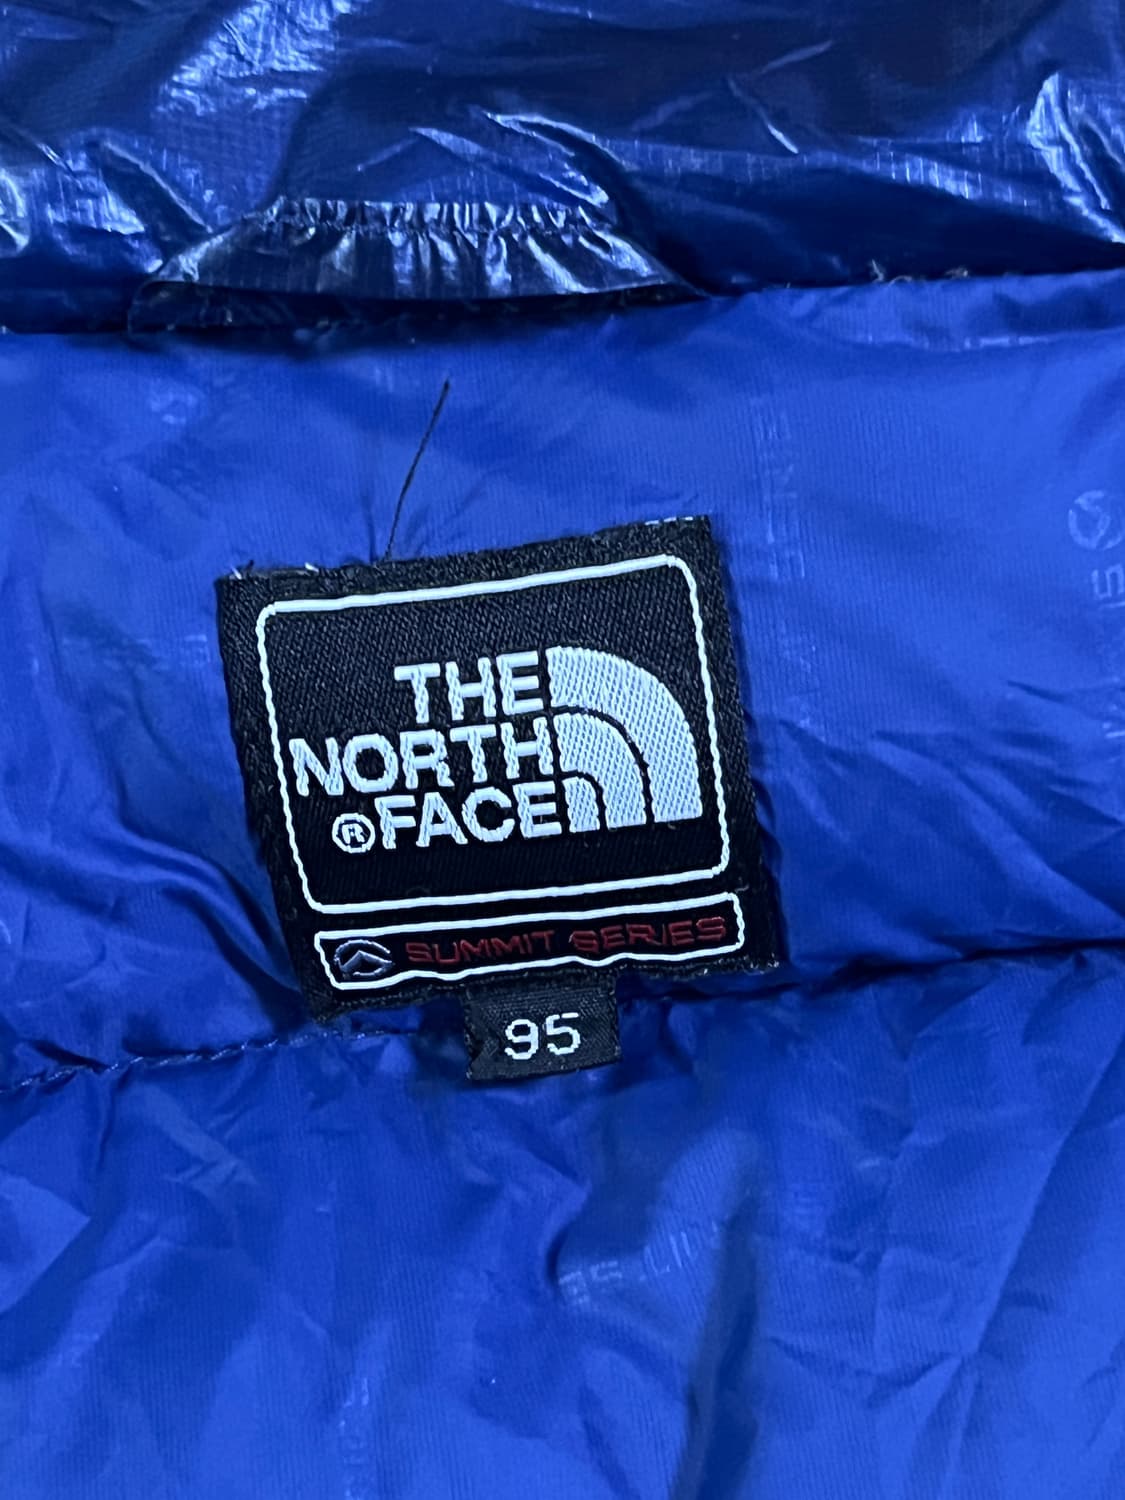 THE
NORTH
®FACE
SUMMIT SERIES
95